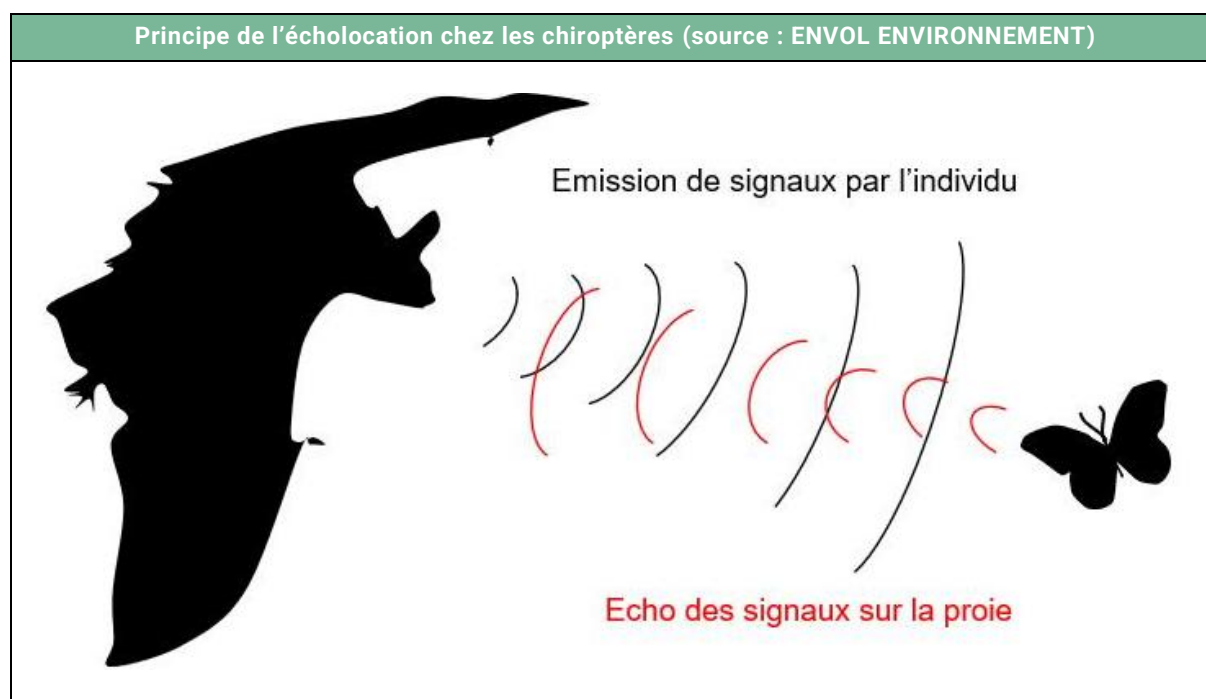 Principe de l’écholocation chez les chiroptères (source : ENVOL ENVIRONNEMENT)
Emission de signaux par l’individu
Echo des signaux sur la proie